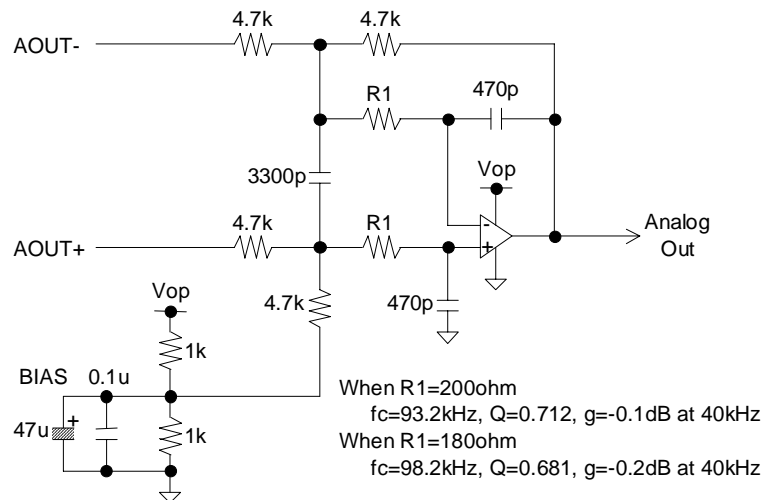 4.7k
4.7k
AOUT-
470p
R1
3300p
Vop
4.7k
R1
-
+
Analog
Out
AOUT+
Vop
4.7k
470p
1k
BIAS
0.1u
+
47u
1k
When R1=200ohm
fc=93.2kHz, Q=0.712, g=-0.1dB at 40kHz
When R1=180ohm
fc=98.2kHz, Q=0.681, g=-0.2dB at 40kHz